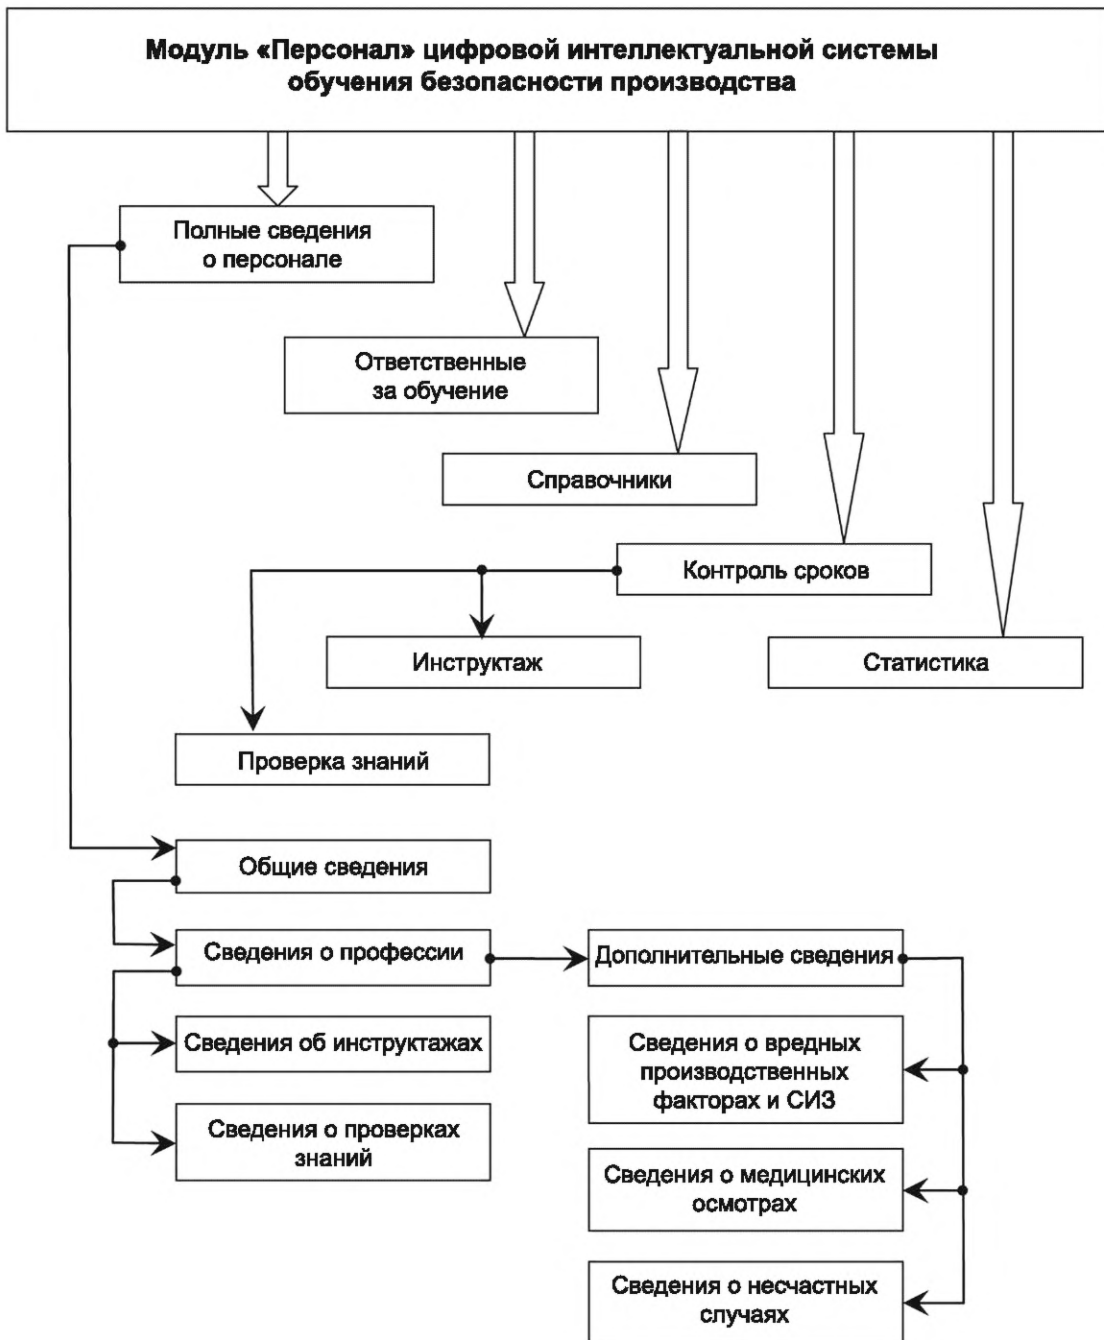 Модуль «Персонал» цифровой интеллектуальной системы
обучения безопасности производства
Полные сведения
о персонале
Ответственные
за обучение
Справочники
Контроль сроков
Инструктаж
Статистика
Проверка знаний
Общие сведения
Сведения о профессии
Дополнительные сведения
Сведения об инструктажах
Сведения о вредных
производственных
факторах и СИЗ
Сведения о проверках
знаний
Сведения о медицинских
осмотрах
Сведения о несчастных
случаях